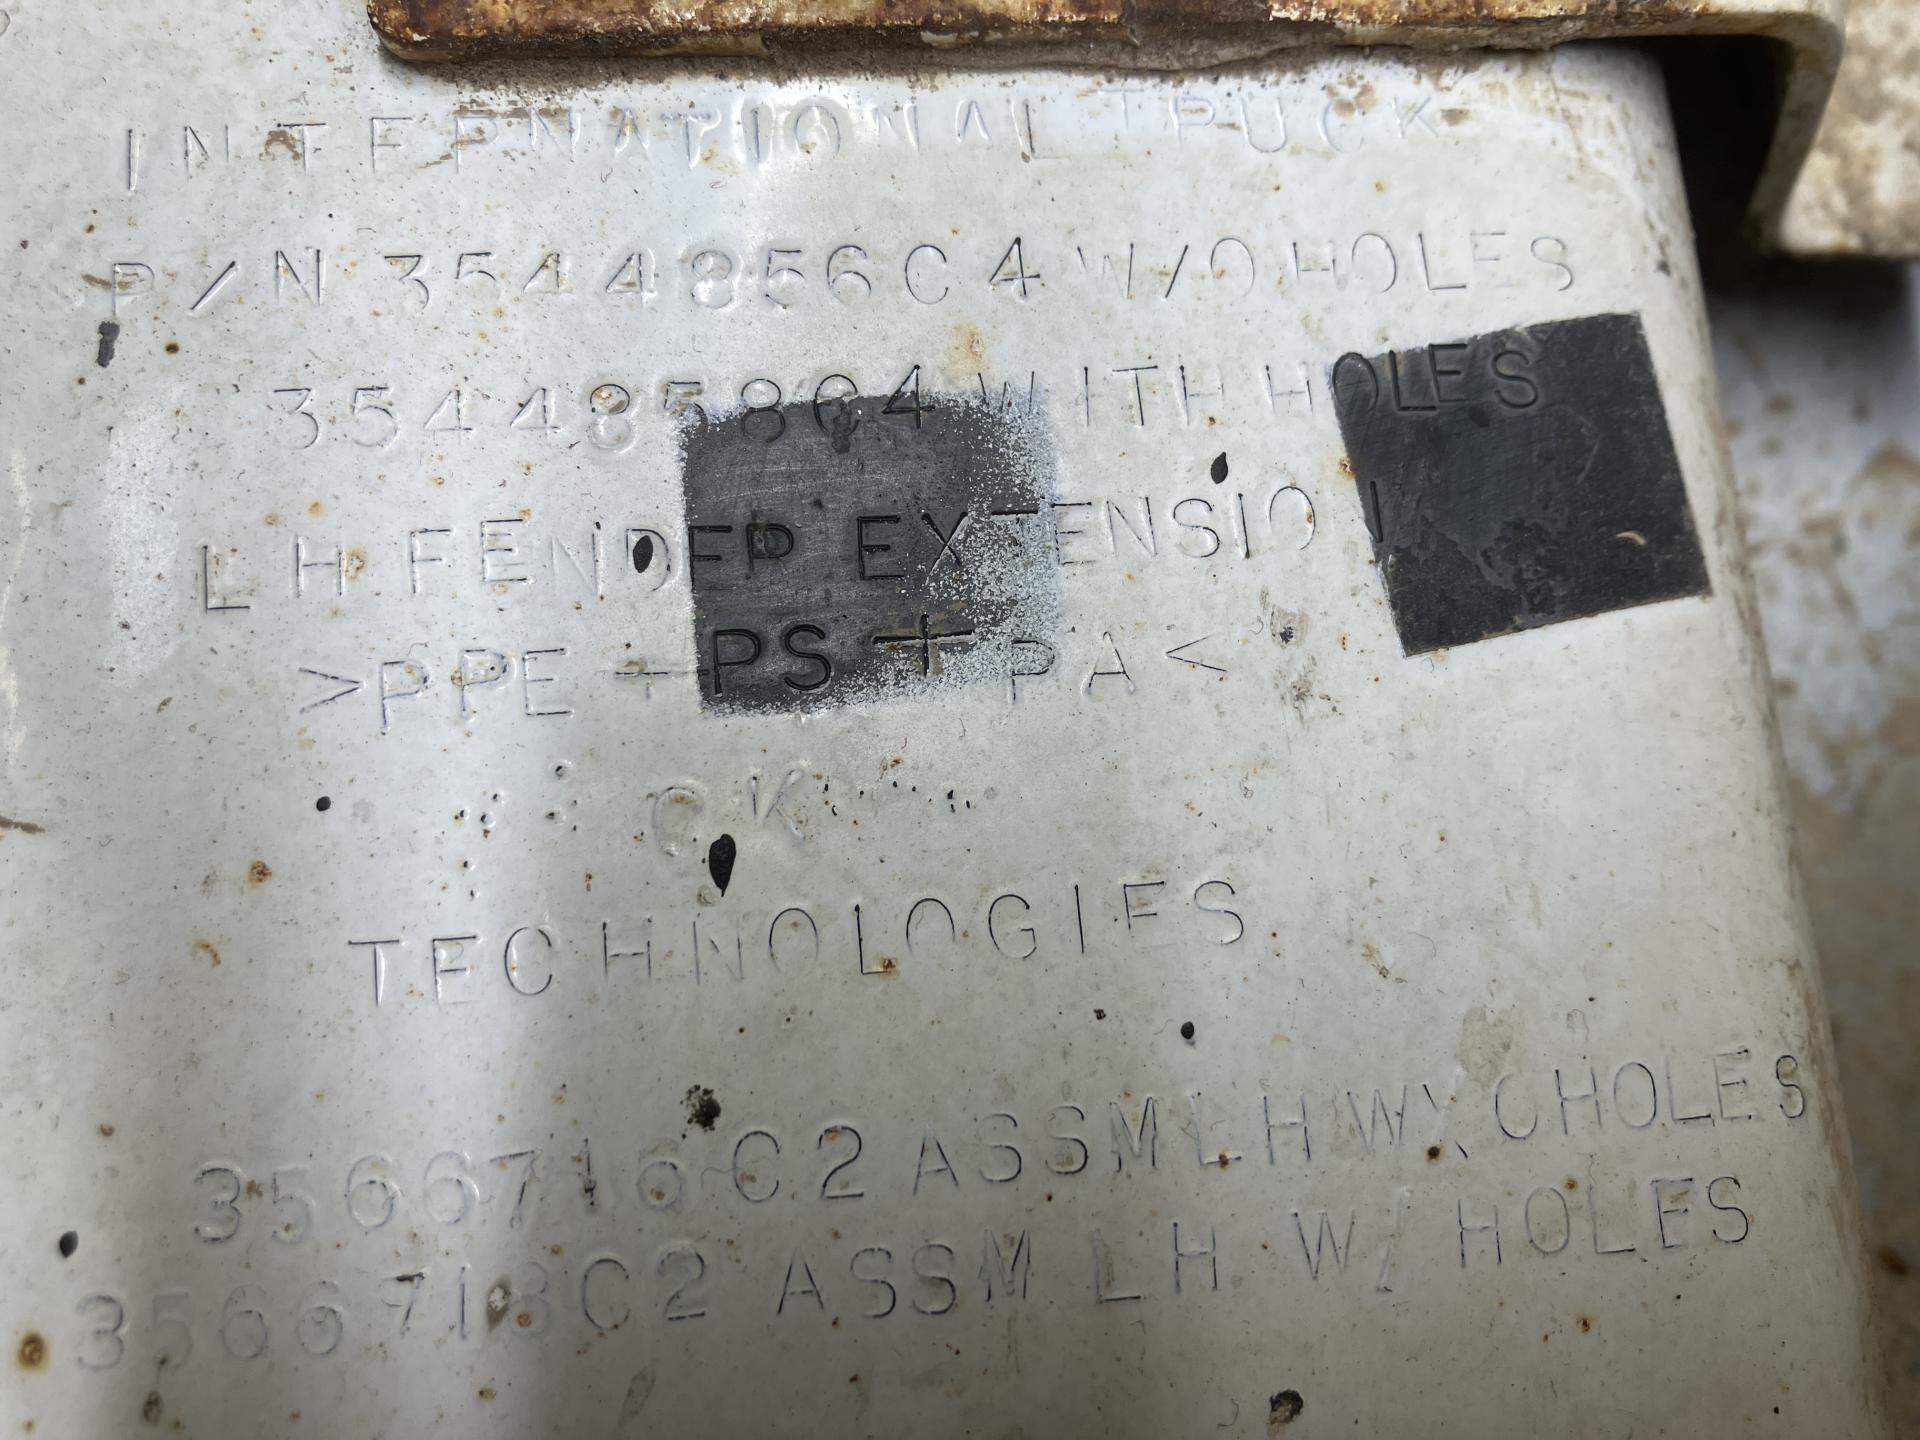 INTERNATIONAL TRUCK
P/N 3544856C4 W/O HOLES
3544858C4 WITH HOLES
LH FENDER EXTENSION
>PPE+PS+PA<
CK
TECHNOLOGIES
3566716C2 ASSM LH W/O HOLES
3566718C2 ASSM LH W/ HOLES